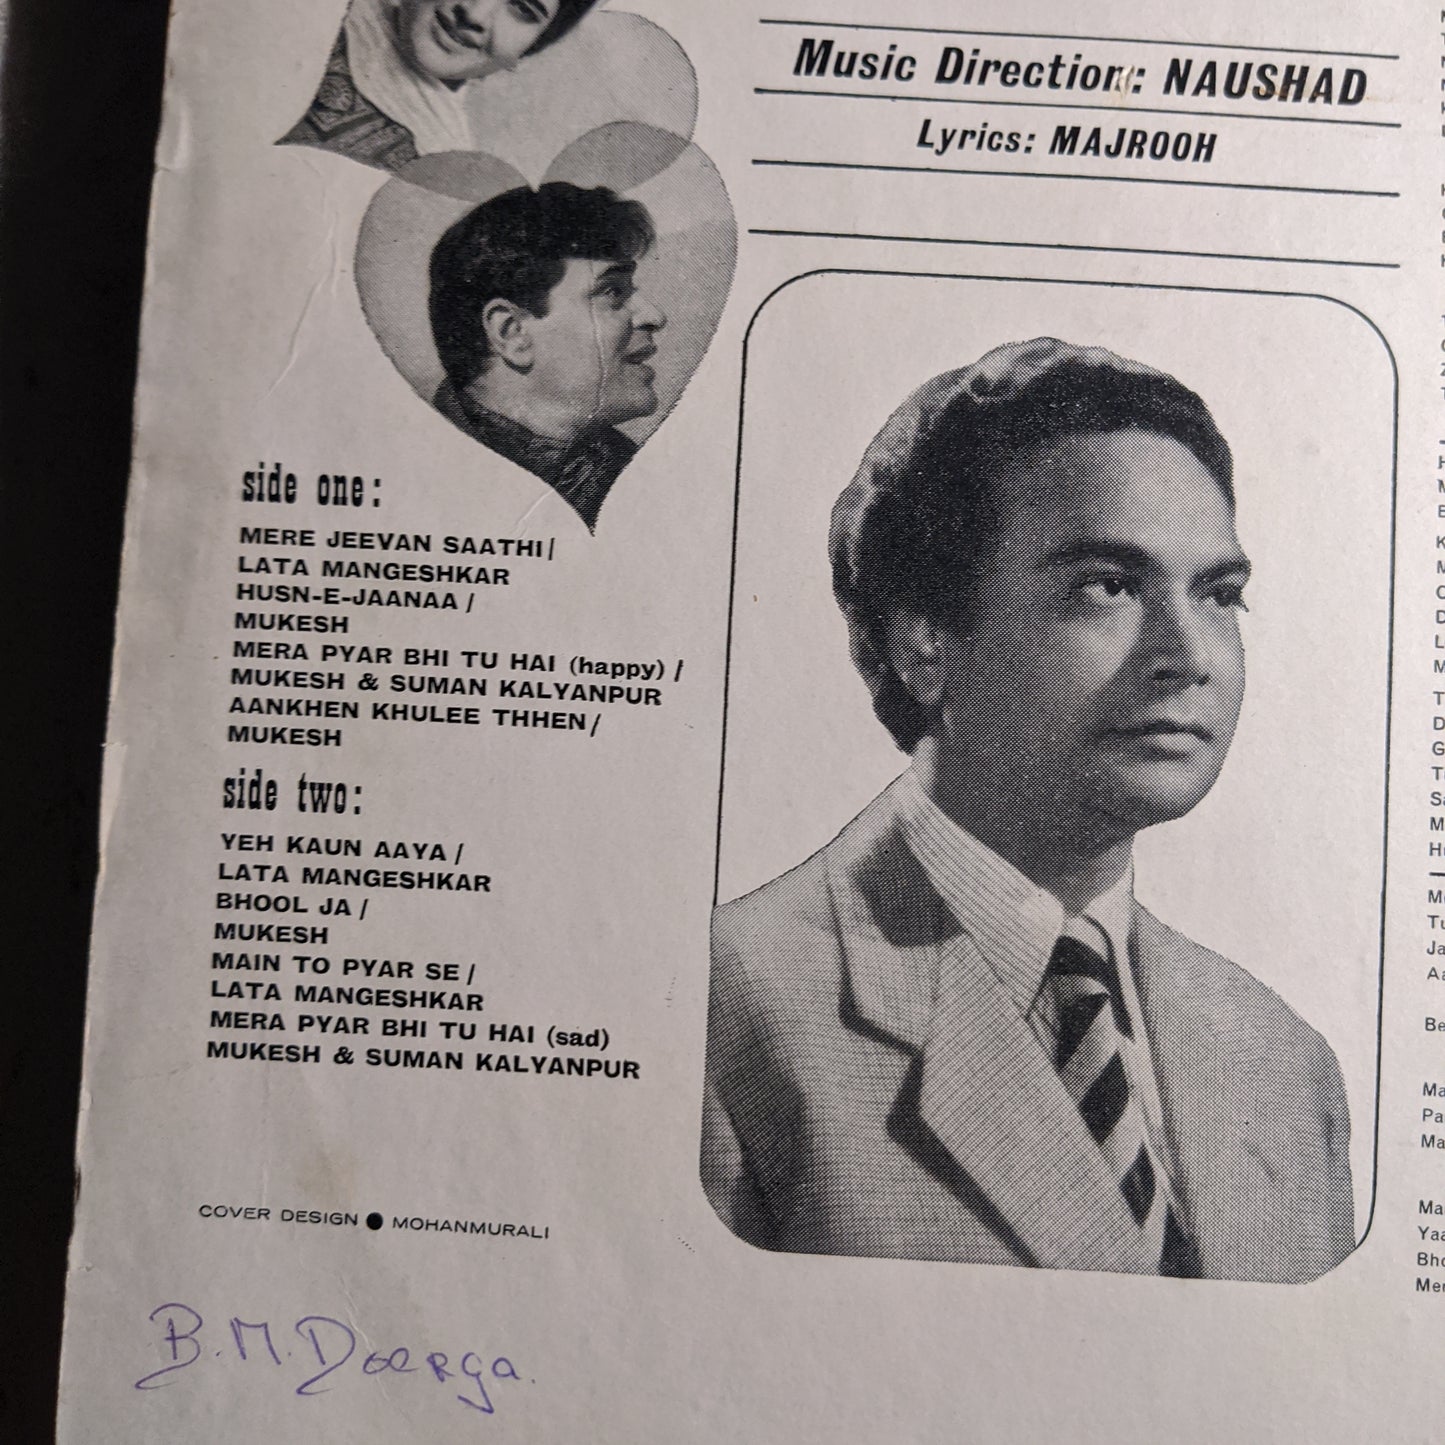 Music Direction: NAUSHAD
Lyrics: MAJROOH
side one:
MERE JEEVAN SAATHI/
LATA MANGESHKAR
HUSN-E-JAANAA /
MUKESH
MERA PYAR BHI TU HAI (happy) /
MUKESH & SUMAN KALYANPUR
AANKHEN KHULEE THHEN/
MUKESH
side two:
YEH KAUN AAYA /
LATA MANGESHKAR
BHOOL JA /
MUKESH
MAIN TO PYAR SE /
LATA MANGESHKAR
MERA PYAR BHI TU HAI (sad)
MUKESH & SUMAN KALYANPUR
COVER DESIGN ● MOHANMURALI
B.M.Doerga.